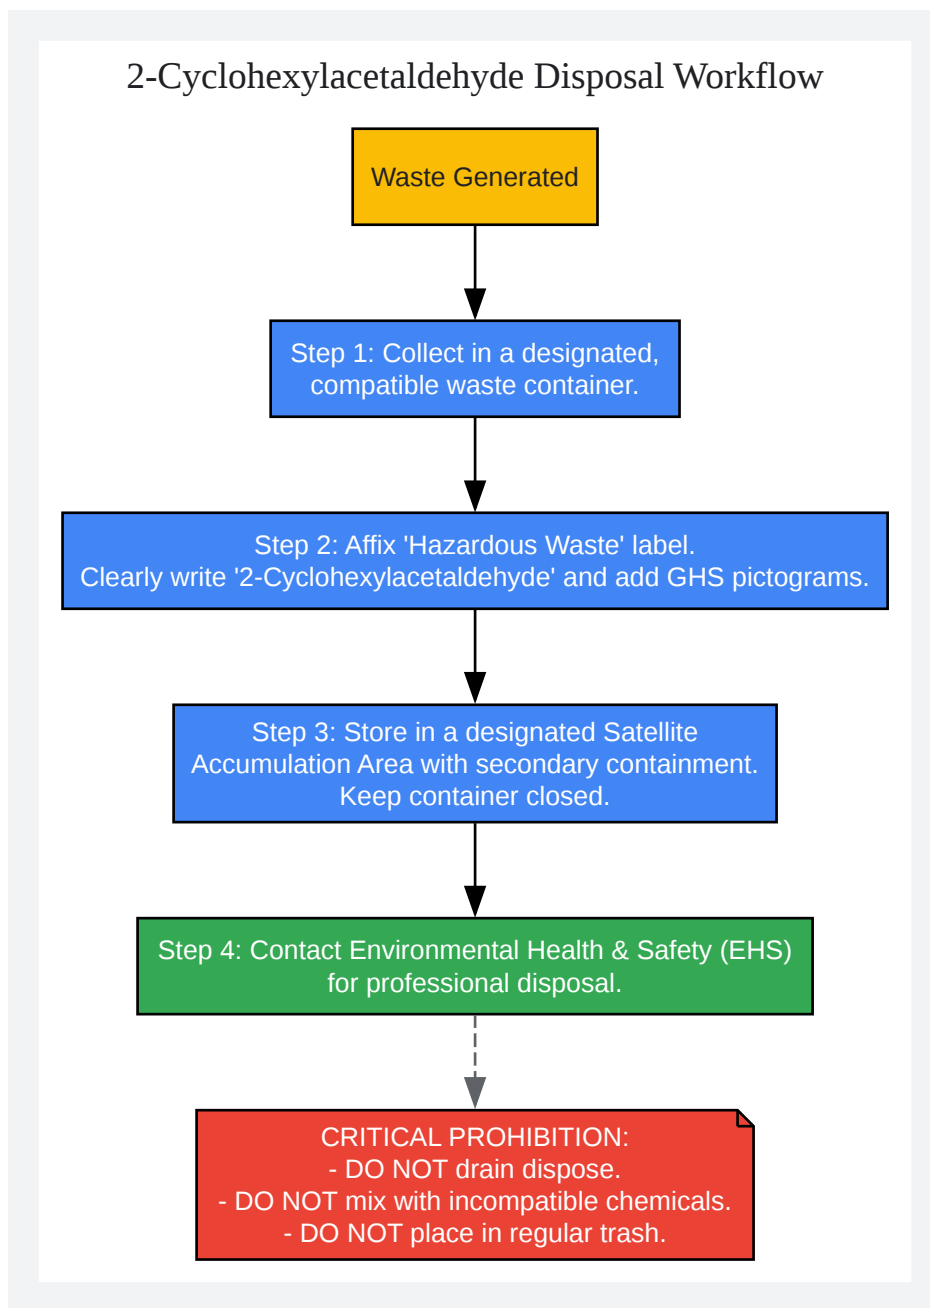 2-Cyclohexylacetaldehyde Disposal Workflow
Waste Generated
Step 1: Collect in a designated,
compatible waste container.
Step 2: Affix 'Hazardous Waste' label.
Clearly write '2-Cyclohexylacetaldehyde' and add GHS pictograms.
Step 3: Store in a designated Satellite
Accumulation Area with secondary containment.
Keep container closed.
Step 4: Contact Environmental Health & Safety (EHS)
for professional disposal.
CRITICAL PROHIBITION:
- DO NOT drain dispose.
- DO NOT mix with incompatible chemicals.
- DO NOT place in regular trash.